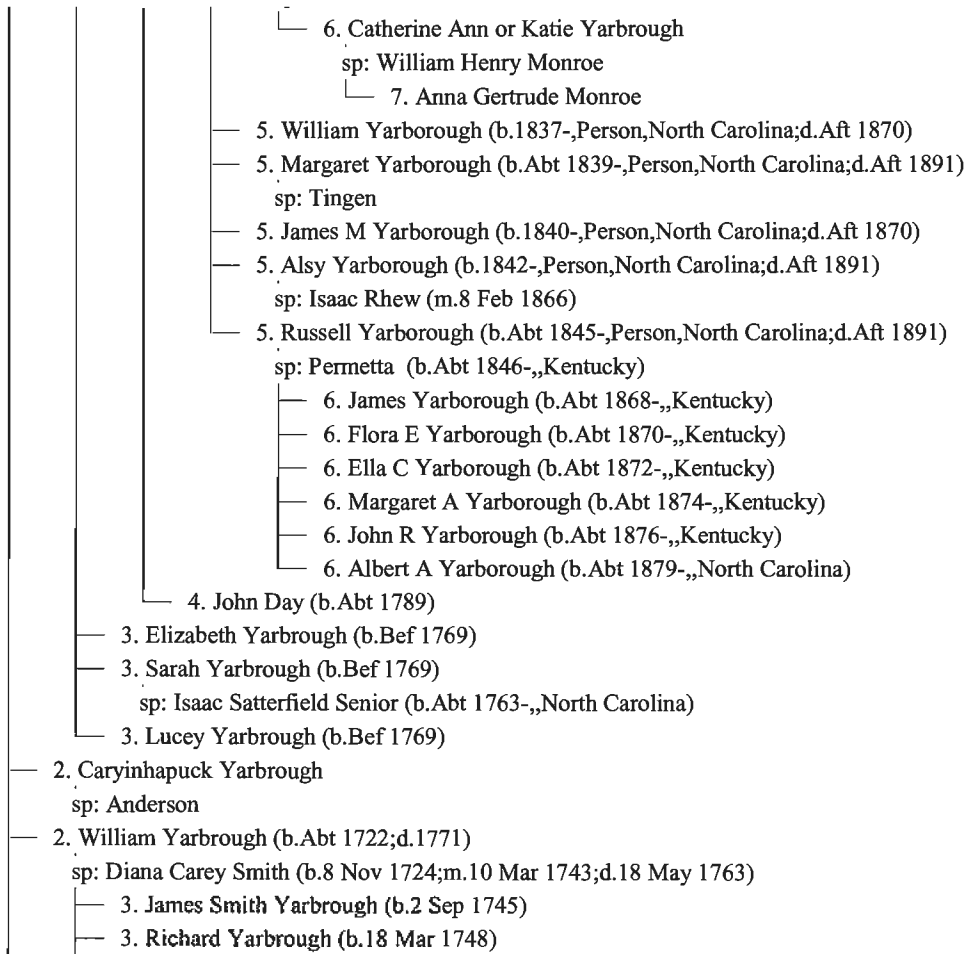 6. Catherine Ann or Katie Yarbrough
sp: William Henry Monroe
7. Anna Gertrude Monroe
5. William Yarborough (b.1837-,Person,North Carolina;d.Aft 1870)
5. Margaret Yarborough (b.Abt 1839-,Person,North Carolina;d.Aft 1891)
sp: Tingen
5. James M Yarborough (b.1840-,Person,North Carolina;d.Aft 1870)
5. Alsy Yarborough (b.1842-,Person,North Carolina;d.Aft 1891)
sp: Isaac Rhew (m.8 Feb 1866)
5. Russell Yarborough (b.Abt 1845-,Person,North Carolina;d.Aft 1891)
sp: Permetta (b.Abt 1846-,,Kentucky)
6. James Yarborough (b.Abt 1868-,,Kentucky)
6. Flora E Yarborough (b.Abt 1870-,,Kentucky)
6. Ella C Yarborough (b.Abt 1872-,,Kentucky)
6. Margaret A Yarborough (b.Abt 1874-,,Kentucky)
6. John R Yarborough (b.Abt 1876-,,Kentucky)
6. Albert A Yarborough (b.Abt 1879-,,North Carolina)
4. John Day (b.Abt 1789)
3. Elizabeth Yarbrough (b.Bef 1769)
3. Sarah Yarbrough (b.Bef 1769)
sp: Isaac Satterfield Senior (b.Abt 1763-,,North Carolina)
3. Lucey Yarbrough (b.Bef 1769)
2. Caryinhapuck Yarbrough
sp: Anderson
2. William Yarbrough (b.Abt 1722;d.1771)
sp: Diana Carey Smith (b.8 Nov 1724;m.10 Mar 1743;d.18 May 1763)
3. James Smith Yarbrough (b.2 Sep 1745)
3. Richard Yarbrough (b.18 Mar 1748)